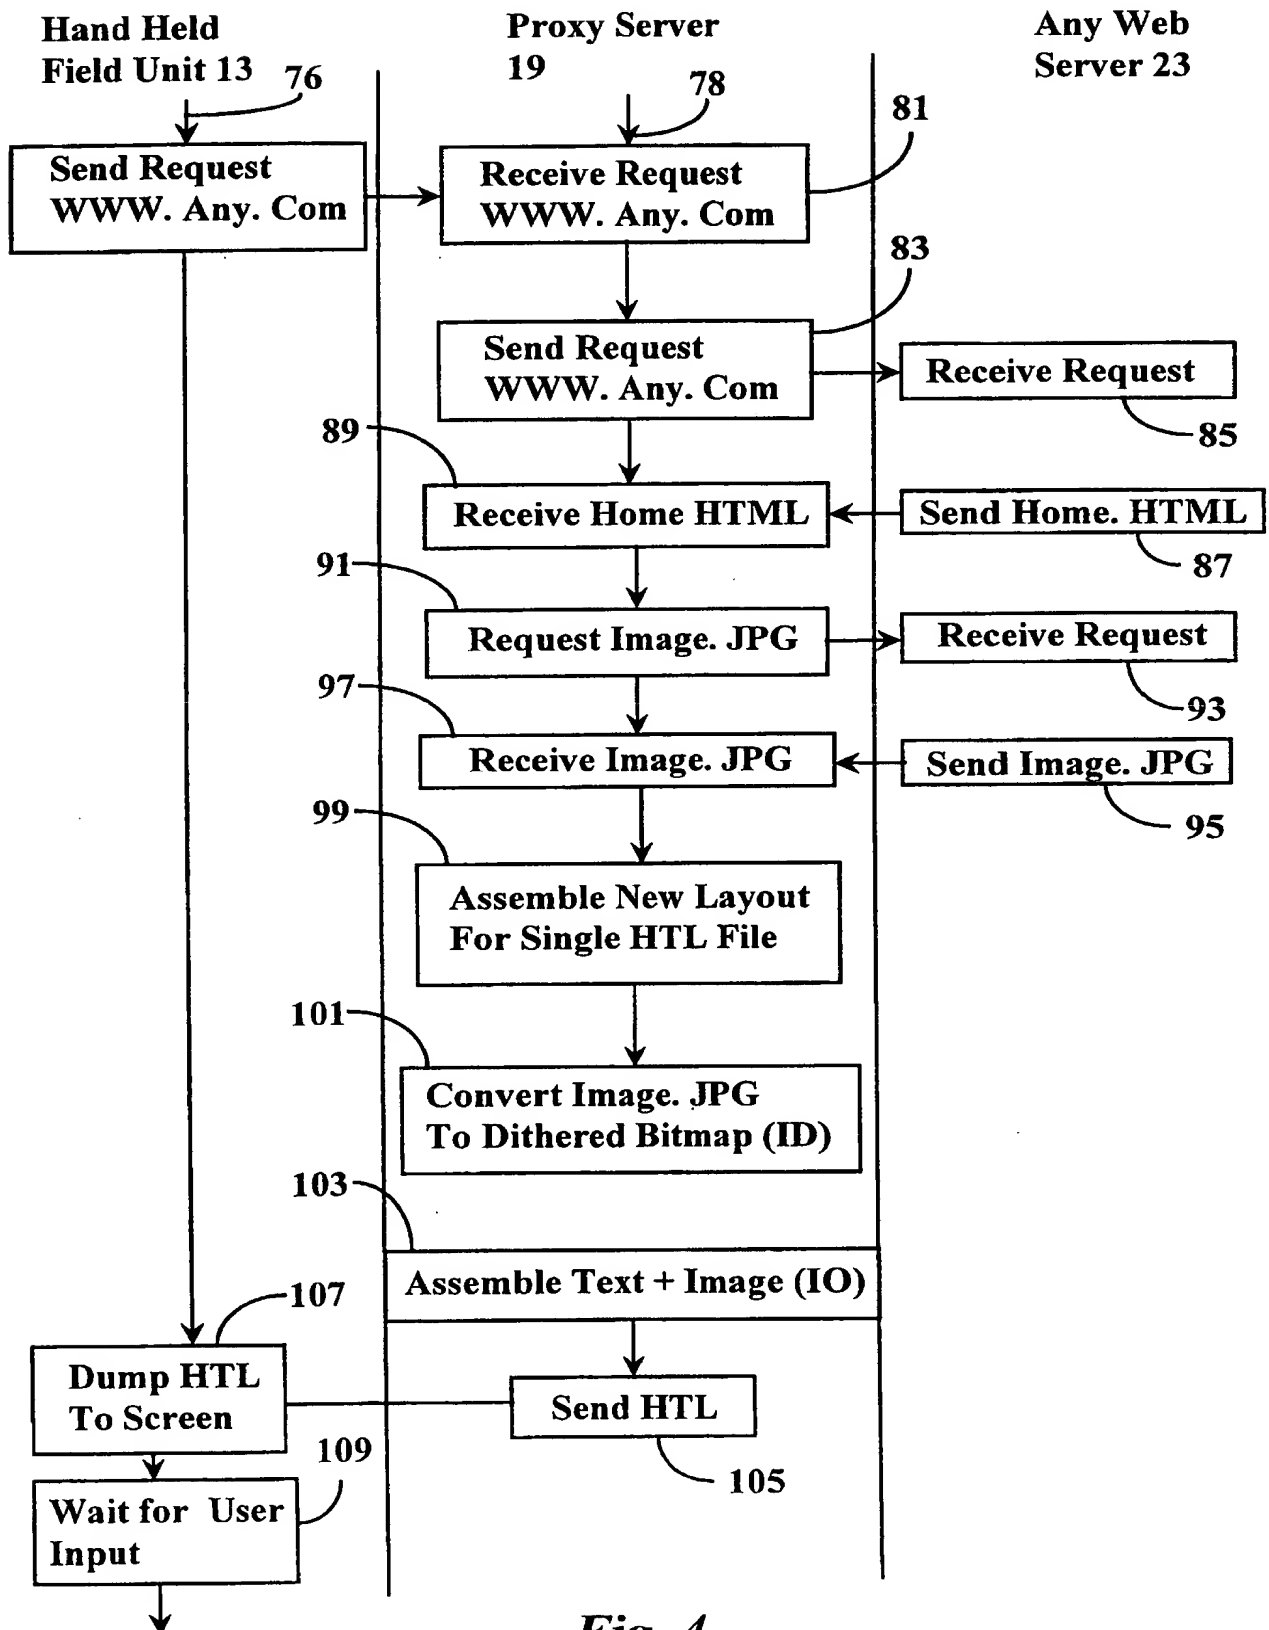 Hand Held
Field Unit 13
Proxy Server
19
Any Web
Server 23
76
78
81
Send Request
WWW. Any. Com
Receive Request
WWW. Any. Com
83
Send Request
WWW. Any. Com
Receive Request
85
89
Receive Home HTML
Send Home. HTML
87
91
Request Image. JPG
Receive Request
93
97
Receive Image. JPG
Send Image. JPG
95
99
Assemble New Layout
For Single HTL File
101
Convert Image. JPG
To Dithered Bitmap (ID)
103
Assemble Text + Image (IO)
107
Dump HTL
To Screen
Send HTL
105
109
Wait for User
Input
Fig. 4